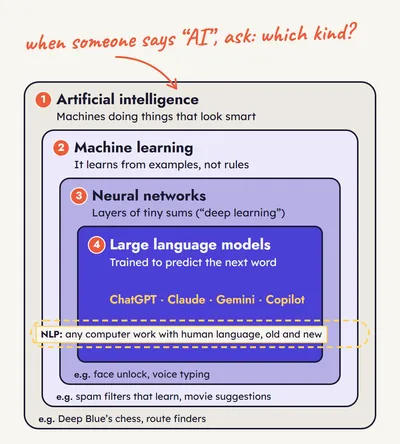 when someone says “AI”, ask: which kind?
1 Artificial intelligence
Machines doing things that look smart
2 Machine learning
It learns from examples, not rules
3 Neural networks
Layers of tiny sums (“deep learning”)
4 Large language models
Trained to predict the next word
ChatGPT · Claude · Gemini · Copilot
NLP: any computer work with human language, old and new
e.g. face unlock, voice typing
e.g. spam filters that learn, movie suggestions
e.g. Deep Blue’s chess, route finders